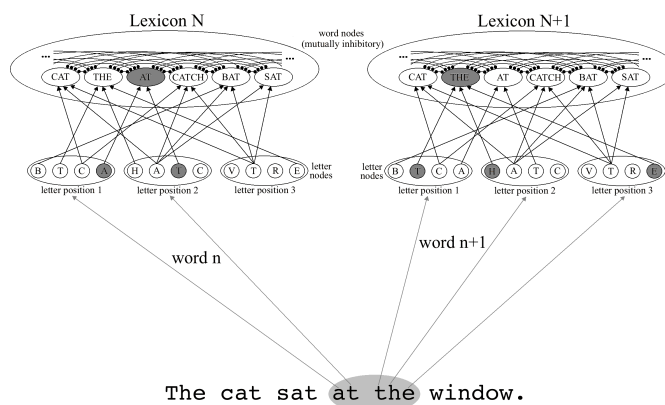 Lexicon N
Lexicon N+1
word nodes
(mutually inhibitory)
... ...
... ...
CAT THE AT CATCH BAT SAT
CAT THE AT CATCH BAT SAT
B T C A
H A T C
V T R E
letter
nodes
letter position 1
letter position 2
letter position 3
letter
nodes
B T C A
H A T C
V T R E
letter position 1
letter position 2
letter position 3
word n
word n+1
The cat sat at the window.